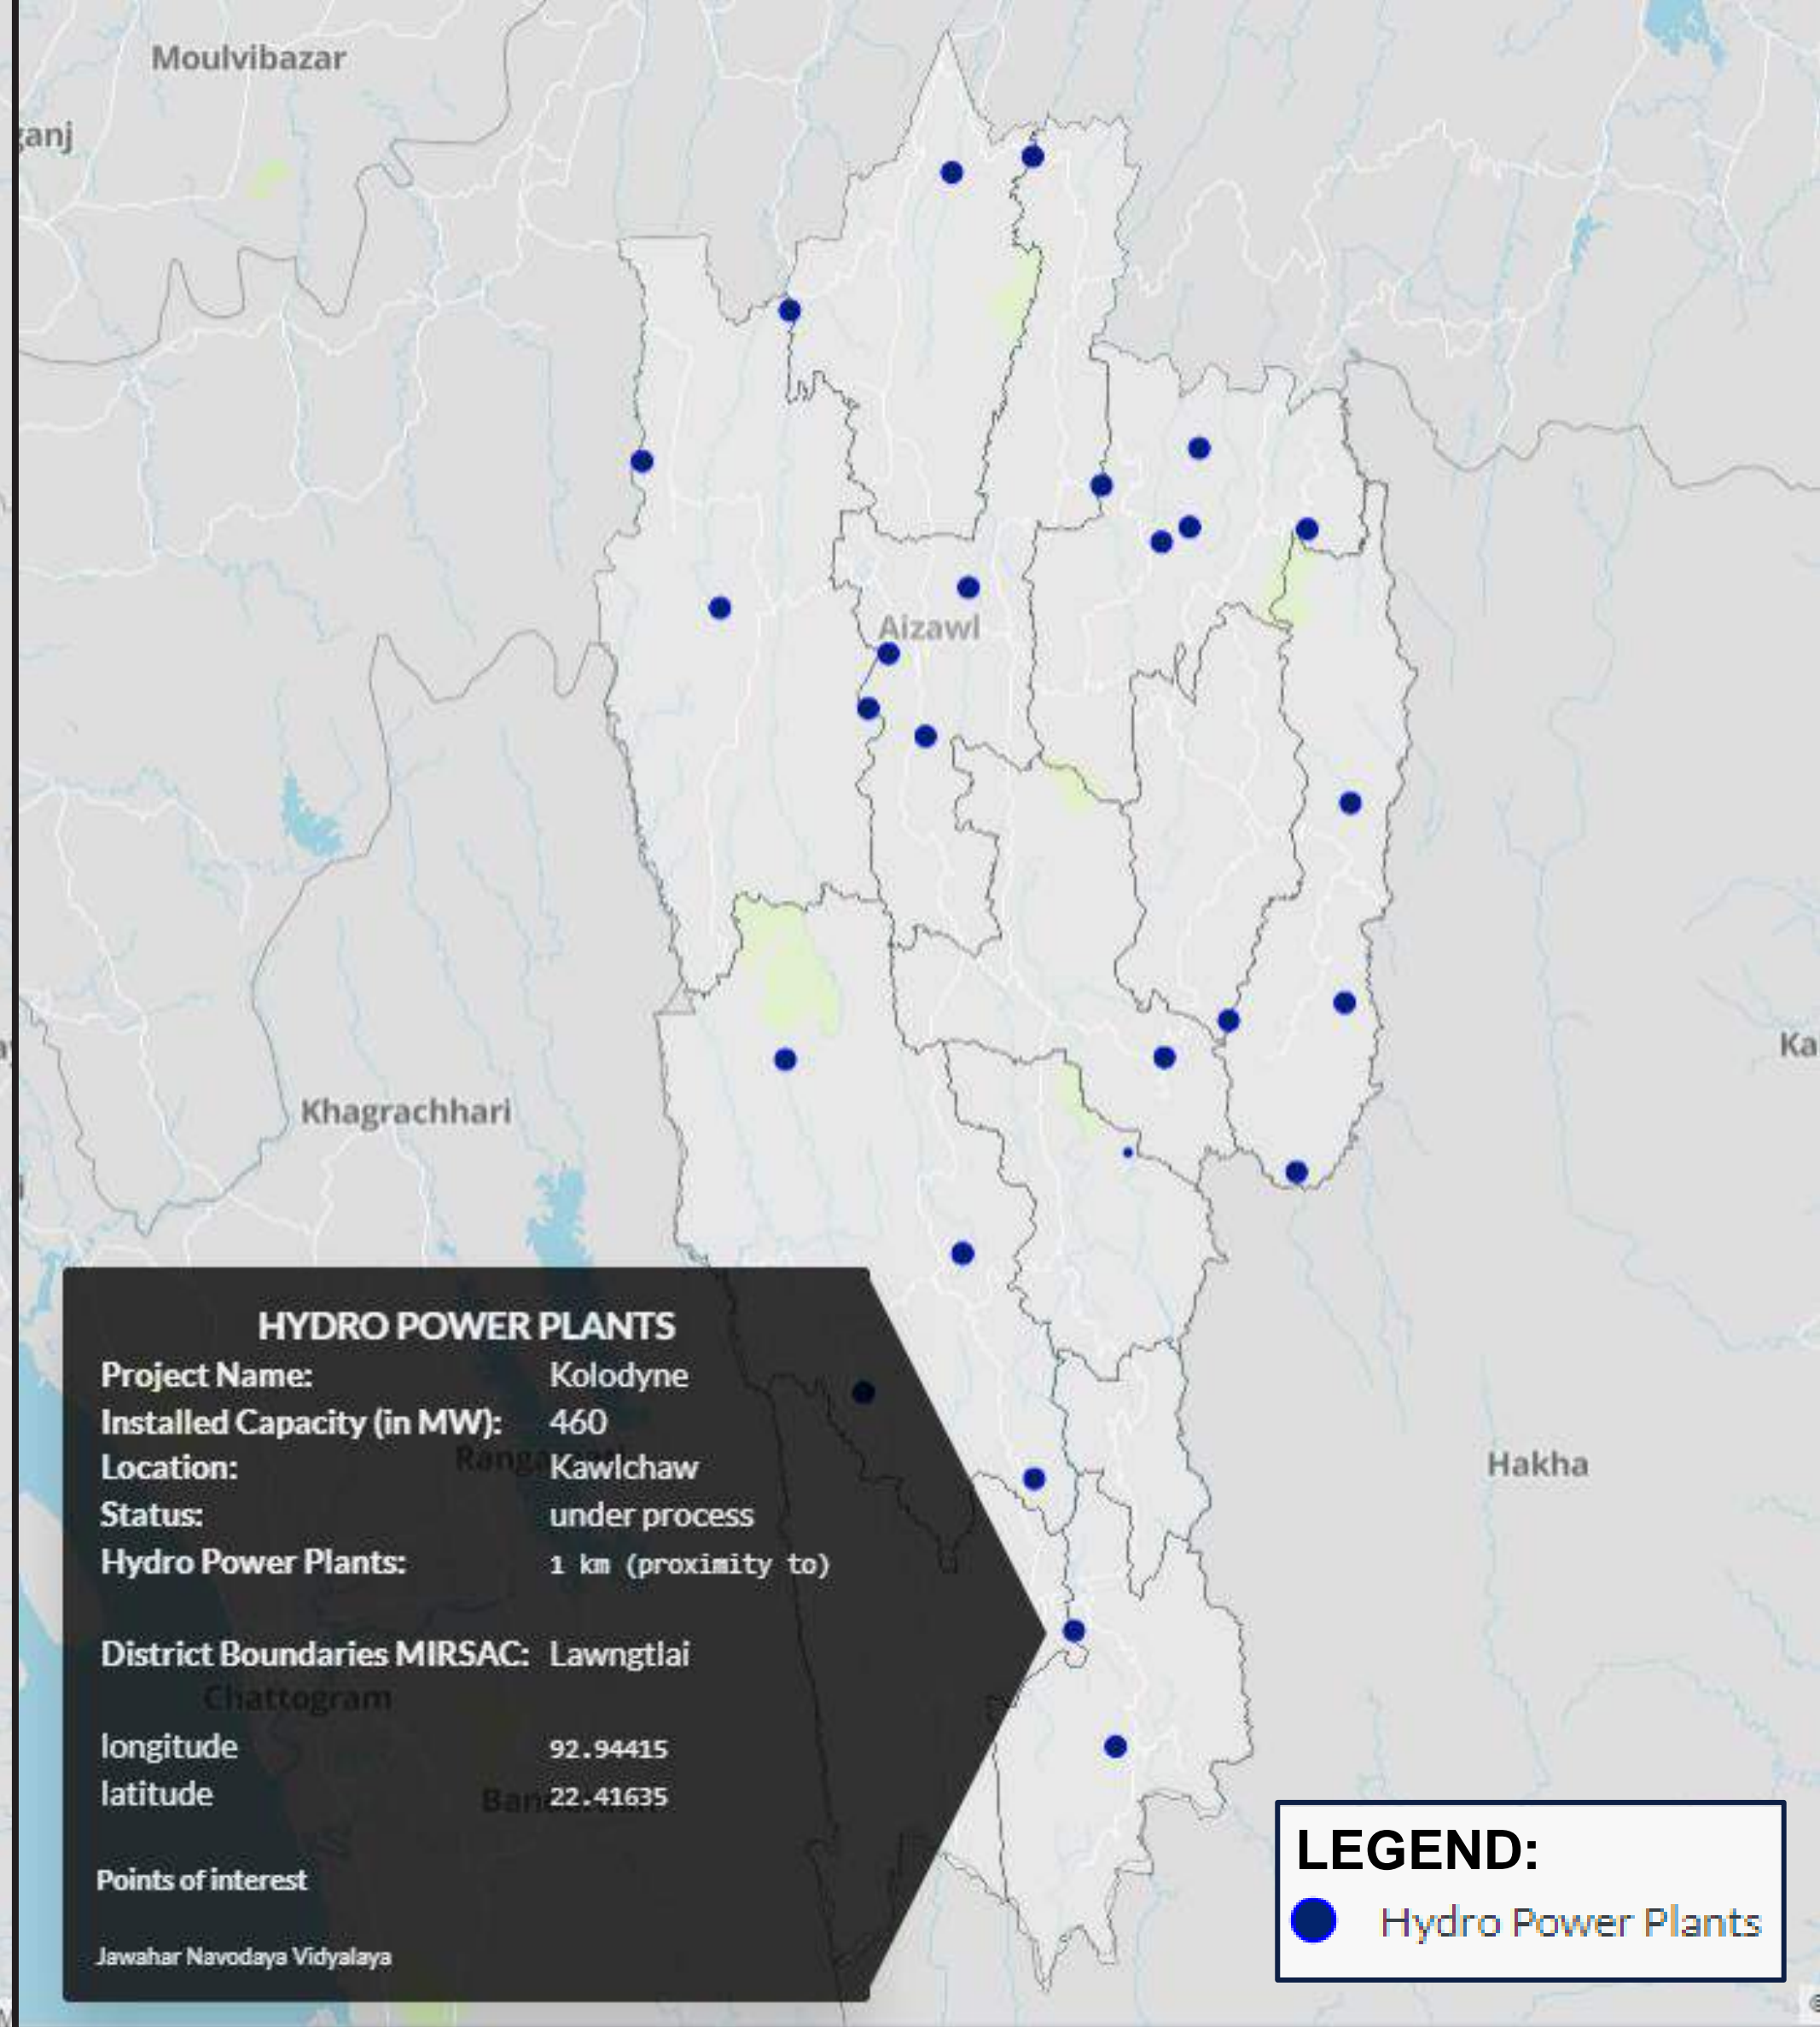 Moulvibazar
ganj
Aizawl
Ka
Khagrachhari
HYDRO POWER PLANTS
Project Name: Kolodyne
Installed Capacity (in MW): 460
Location: Kawlchaw
Status: under process
Hydro Power Plants: 1 km (proximity to)
District Boundaries MIRSAC: Lawngtlai
Chattogram
longitude 92.94415
latitude 22.41635
Points of interest
Jawahar Navodaya Vidyalaya
Hakha
LEGEND:
Hydro Power Plants